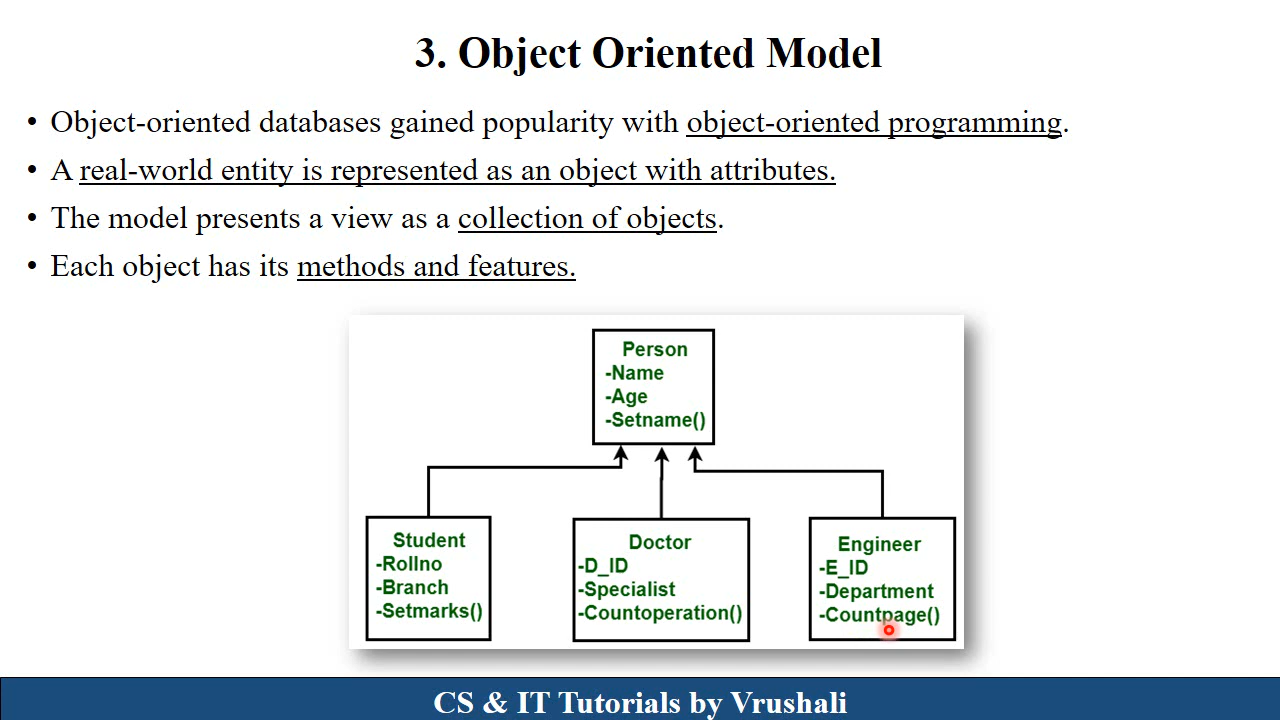 3. Object Oriented Model
• Object-oriented databases gained popularity with object-oriented programming.
• A real-world entity is represented as an object with attributes.
• The model presents a view as a collection of objects.
• Each object has its methods and features.
Person
-Name
-Age
-Setname()
Student
-Rollno
-Branch
-Setmarks()
Doctor
-D_ID
-Specialist
-Countoperation()
Engineer
-E_ID
-Department
-Countpage()
CS & IT Tutorials by Vrushali